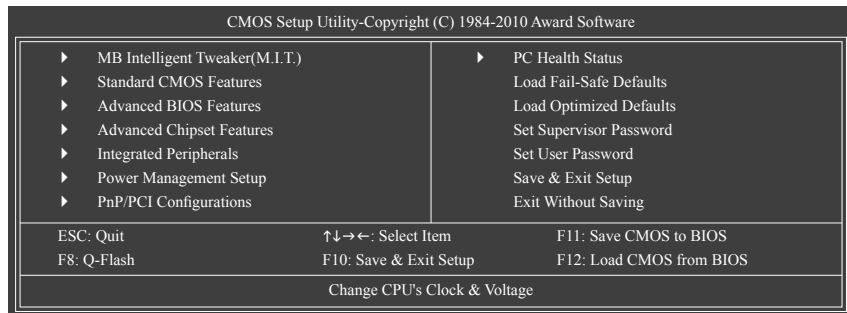 CMOS Setup Utility-Copyright (C) 1984-2010 Award Software
MB Intelligent Tweaker(M.I.T.)
Standard CMOS Features
Advanced BIOS Features
Advanced Chipset Features
Integrated Peripherals
Power Management Setup
PnP/PCI Configurations
PC Health Status
Load Fail-Safe Defaults
Load Optimized Defaults
Set Supervisor Password
Set User Password
Save & Exit Setup
Exit Without Saving
ESC: Quit ↑↓→←: Select Item F11: Save CMOS to BIOS
F8: Q-Flash F10: Save & Exit Setup F12: Load CMOS from BIOS
Change CPU's Clock & Voltage